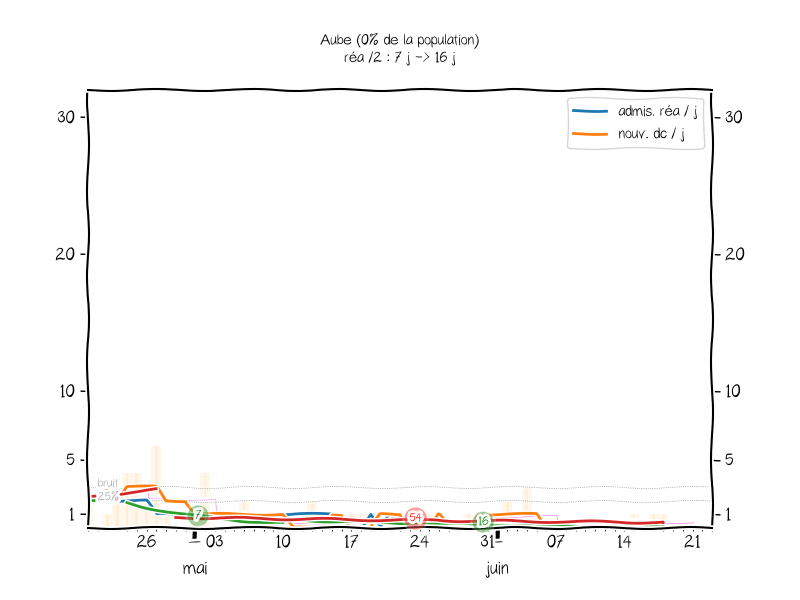 Aube (0% de la population)
réa /2 : 7 j -> 16 j
admis. réa / j
nouv. dc / j
30 30
20 20
10 10
5 5
1 1
bruit
25%
7 54 16
26 03 10 17 24 31 07 14 21
mai juin